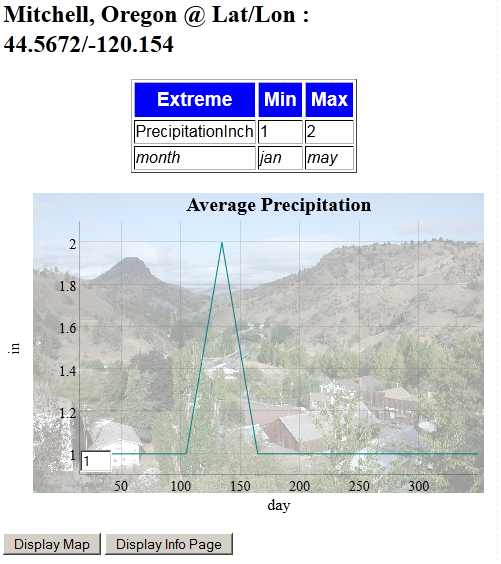 Mitchell, Oregon @ Lat/Lon :
44.5672/-120.154
Extreme Min Max
PrecipitationInch 1 2
month jan may
Average Precipitation
2
1.8
1.6
1.4
1.2
1
1
in
50 100 150 200 250 300
day
Display Map Display Info Page